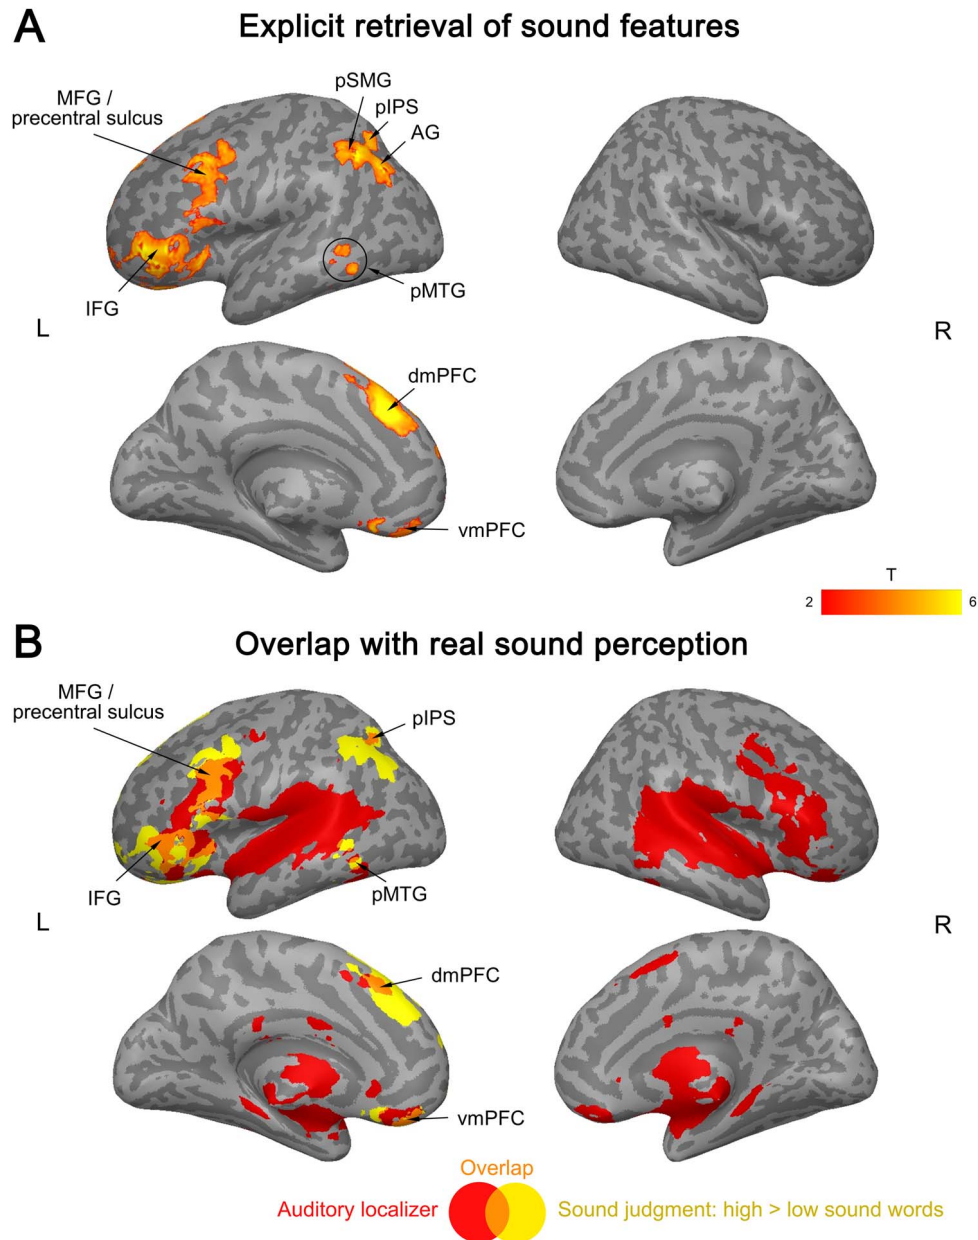 A
Explicit retrieval of sound features
MFG /
precentral sulcus
pSMG
pIPS
AG
IFG
pMTG
L
R
dmPFC
vmPFC
T
2
6
B
Overlap with real sound perception
MFG /
precentral sulcus
pIPS
IFG
pMTG
L
R
dmPFC
vmPFC
Overlap
Auditory localizer
Sound judgment: high > low sound words